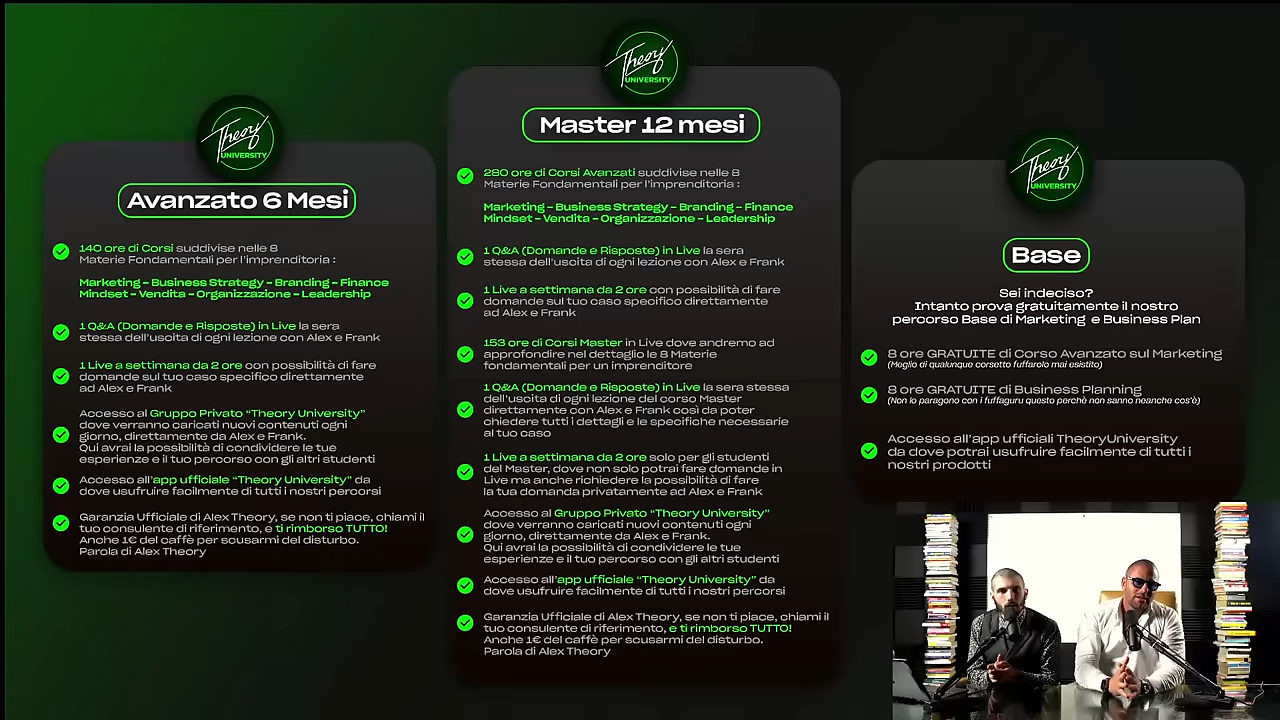 Theory
UNIVERSITY
Avanzato 6 Mesi
140 ore di Corsi suddivise nelle 8
Materie Fondamentali per l'imprenditoria :
Marketing – Business Strategy – Branding – Finance
Mindset – Vendita – Organizzazione – Leadership
1 Q&A (Domande e Risposte) in Live la sera
stessa dell'uscita di ogni lezione con Alex e Frank
1 Live a settimana da 2 ore con possibilità di fare
domande sul tuo caso specifico direttamente
ad Alex e Frank
Accesso al Gruppo Privato “Theory University”
dove verranno caricati nuovi contenuti ogni
giorno, direttamente da Alex e Frank.
Qui avrai la possibilità di condividere le tue
esperienze e il tuo percorso con gli altri studenti
Accesso all'app ufficiale “Theory University” da
dove usufruire facilmente di tutti i nostri percorsi
Garanzia Ufficiale di Alex Theory, se non ti piace, chiami il
tuo consulente di riferimento, e ti rimborso TUTTO!
Anche 1€ del caffè per scusarmi del disturbo.
Parola di Alex Theory
Theory
UNIVERSITY
Master 12 mesi
280 ore di Corsi Avanzati suddivise nelle 8
Materie Fondamentali per l'imprenditoria :
Marketing – Business Strategy – Branding – Finance
Mindset – Vendita – Organizzazione – Leadership
1 Q&A (Domande e Risposte) in Live la sera
stessa dell'uscita di ogni lezione con Alex e Frank
1 Live a settimana da 2 ore con possibilità di fare
domande sul tuo caso specifico direttamente
ad Alex e Frank
153 ore di Corsi Master in Live dove andremo ad
approfondire nel dettaglio le 8 Materie
fondamentali per un imprenditore
1 Q&A (Domande e Risposte) in Live la sera stessa
dell'uscita di ogni lezione del corso Master
direttamente con Alex e Frank così da poter
chiedere tutti i dettagli e le specifiche necessarie
al tuo caso
1 Live a settimana da 2 ore solo per gli studenti
del Master, dove non solo potrai fare domande in
Live ma anche richiedere la possibilità di fare
la tua domanda privatamente ad Alex e Frank
Accesso al Gruppo Privato “Theory University”
dove verranno caricati nuovi contenuti ogni
giorno, direttamente da Alex e Frank.
Qui avrai la possibilità di condividere le tue
esperienze e il tuo percorso con gli altri studenti
Accesso all'app ufficiale “Theory University” da
dove usufruire facilmente di tutti i nostri percorsi
Garanzia Ufficiale di Alex Theory, se non ti piace, chiami il
tuo consulente di riferimento, e ti rimborso TUTTO!
Anche 1€ del caffè per scusarmi del disturbo.
Parola di Alex Theory
Theory
UNIVERSITY
Base
Sei indeciso?
Intanto prova gratuitamente il nostro
percorso Base di Marketing e Business Plan
8 ore GRATUITE di Corso Avanzato sul Marketing
(Meglio di qualunque corsetto fuffarolo mai esistito)
8 ore GRATUITE di Business Planning
(Non lo paragono con i fuffaguru questo perchè non sanno neanche cos'è)
Accesso all'app ufficiali TheoryUniversity
da dove potrai usufruire facilmente di tutti i
nostri prodotti